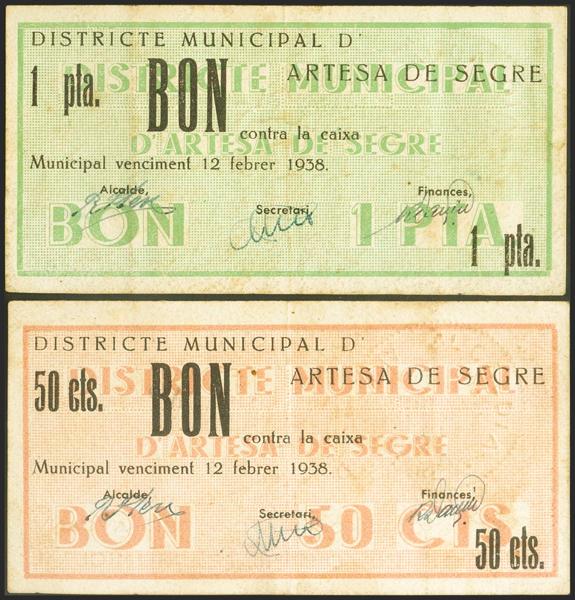 DISTRICTE MUNICIPAL D'
ARTESA DE SEGRE
1 pta.
BON
contra la caixa
Municipal venciment 12 febrer 1938.
Alcalde,
Secretari,
Finances,
1 pta.
DISTRICTE MUNICIPAL
D'ARTESA DE SEGRE
BON
1 PTA
DISTRICTE MUNICIPAL D'
ARTESA DE SEGRE
50 cts.
BON
contra la caixa
Municipal venciment 12 febrer 1938.
Alcalde,
Secretari,
Finances,
50 cts.
DISTRICTE MUNICIPAL
D'ARTESA DE SEGRE
BON
50 CTS